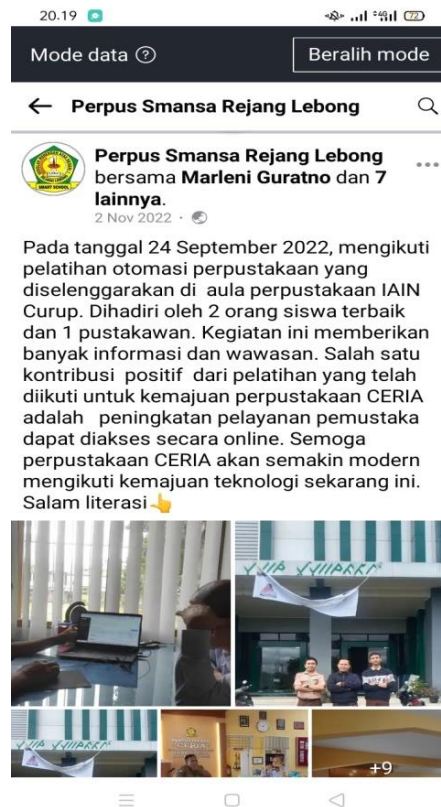 20.19
72
Mode data ?
Beralih mode
Perpus Smansa Rejang Lebong
Perpus Smansa Rejang Lebong
bersama Marleni Guratno dan 7
lainnya.
2 Nov 2022 ·
Pada tanggal 24 September 2022, mengikuti
pelatihan otomasi perpustakaan yang
diselenggarakan di aula perpustakaan IAIN
Curup. Dihadiri oleh 2 orang siswa terbaik
dan 1 pustakawan. Kegiatan ini memberikan
banyak informasi dan wawasan. Salah satu
kontribusi positif dari pelatihan yang telah
diikuti untuk kemajuan perpustakaan CERIA
adalah peningkatan pelayanan pemustaka
dapat diakses secara online. Semoga
perpustakaan CERIA akan semakin modern
mengikuti kemajuan teknologi sekarang ini.
Salam literasi👆
CERIA
+9